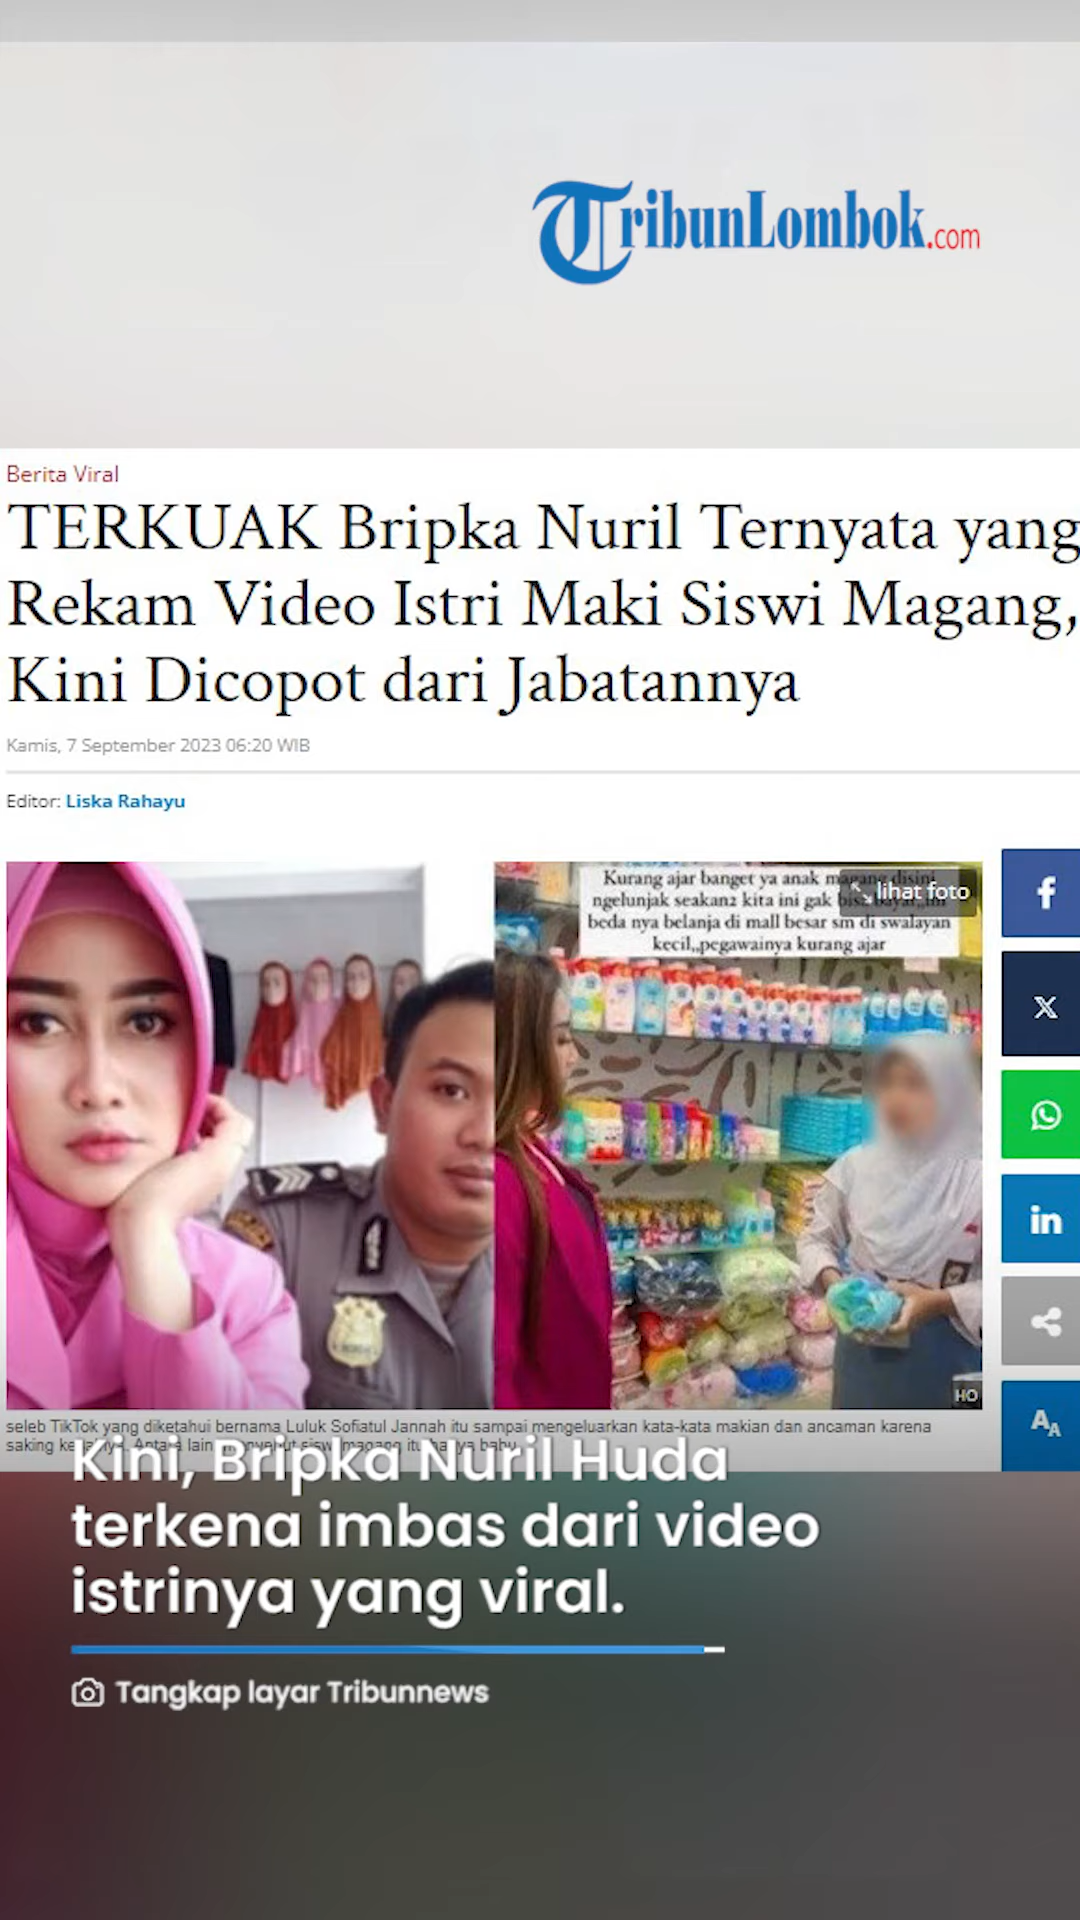 TribunLombok.com
Berita Viral
TERKUAK Bripka Nuril Ternyata yang
Rekam Video Istri Maki Siswi Magang,
Kini Dicopot dari Jabatannya
Kamis, 7 September 2023 06:20 WIB
Editor: Liska Rahayu
Kurang ajar banget ya anak magang disini
ngelunjak seakan2 kita ini gak
beda nya belanja di mall besar sm di swalayan
kecil,,pegawainya kurang ajar
lihat foto
HO
seleb TikTok yang diketahui bernama Luluk Sofiatul Jannah itu sampai mengeluarkan kata-kata makian dan ancaman karena
saking
Kini, Bripka Nuril Huda
terkena imbas dari video
istrinya yang viral.
Tangkap layar Tribunnews